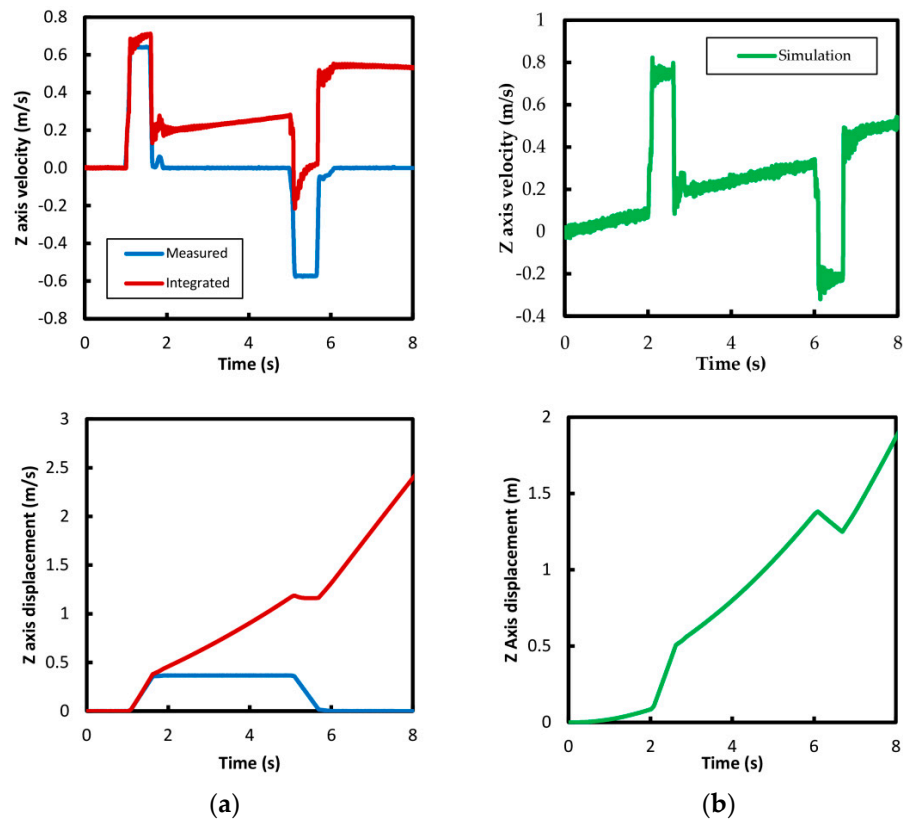 0.8
0.6
0.4
0.2
0.0
-0.2
-0.4
-0.6
-0.8
Z axis velocity (m/s)
Measured
Integrated
0 2 4 6 8
Time (s)
1
0.8
0.6
0.4
0.2
0
-0.2
-0.4
Z axis velocity (m/s)
Simulation
0 2 4 6 8
Time (s)
3
2.5
2
1.5
1
0.5
0
Z axis displacement (m/s)
0 2 4 6 8
Time (s)
2
1.5
1
0.5
0
Z Axis displacement (m)
0 2 4 6 8
Time (s)
(a)
(b)